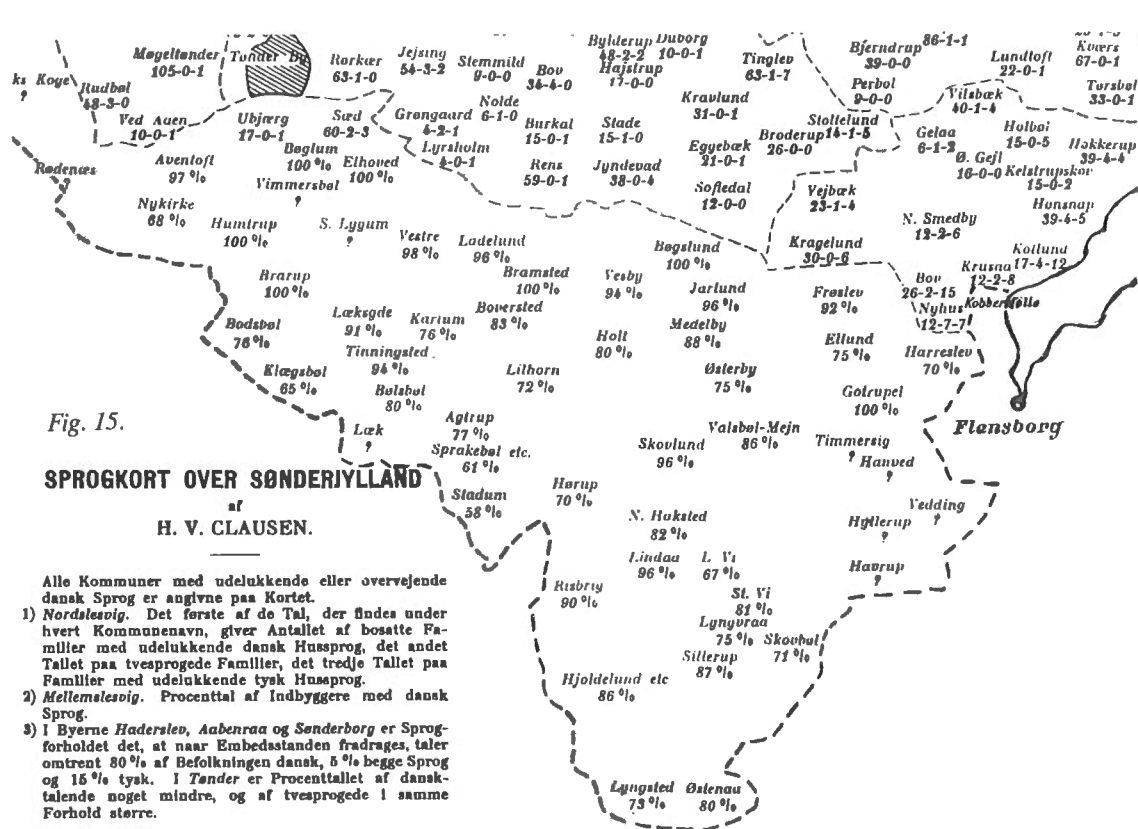 Møgeltønder
105-0-1
Tønder By
Rørkær
63-1-0
Jejsing
54-3-2
Stemmild
9-0-0
Bov
34-4-0
Bylderup
48-2-2
Hajstrup
17-0-0
Duborg
10-0-1
Tinglev
63-1-7
Bjerndrup
39-0-0
86-1-1
Lundtoft
22-0-1
Kværs
67-0-1
ks Koge
?
Rudbøl
48-3-0
Ved Aaen
10-0-1
Ubjærg
17-0-1
Sæd
60-2-3
Grøngaard
4-2-1
Nolde
6-1-0
Lyrsholm
4-0-1
Burkal
15-0-1
Stade
15-1-0
Kravlund
31-0-1
Perbøl
9-0-0
Vilsbæk
40-1-4
Tørsbøl
33-0-1
Stoltelund
14-1-5
Broderup
26-0-0
Eggebæk
21-0-1
Gejlaa
6-1-2
Holbøl
15-0-5
Høkkerup
39-4-4
Ø. Gejl
16-0-0
Kelstrupskov
15-0-2
Rødenæs
?
Aventoft
97 %
Bøglum
100 %
Elhoved
100 %
Vimmersbøl
?
Rens
59-0-1
Jyndevad
38-0-4
Sofiedal
12-0-0
Vejbæk
23-1-4
Hønsnap
39-4-5
Nykirke
68 %
Humtrup
100 %
S. Lygum
?
Vestre
98 %
Ladelund
96 %
N. Smedby
12-2-6
Kragelund
30-0-6
Kollund
17-4-12
Krusaa
12-2-8
Bøgslund
100 %
Brarup
100 %
Bramsted
100 %
Vesby
94 %
Jarlund
96 %
Frøslev
92 %
Bov
26-2-15
Kobbermølle
Nyhus
12-7-7
Bodsbøl
76 %
Læksgde
91 %
Karlum
76 %
Boversted
83 %
Holt
80 %
Medelby
88 %
Ellund
75 %
Harreslev
70 %
Tinningsted
94 %
Klægsbøl
65 %
Bølsbøl
80 %
Lilhorn
72 %
Østerby
75 %
Gotrupel
100 %
Flensborg
Fig. 15.
Læk
?
Agtrup
77 %
Sprakebøl etc.
61 %
Skovlund
96 %
Valsbøl-Mejn
86 %
Timmersig
?
Hanved
?
SPROGKORT OVER SØNDERJYLLAND
af
H. V. CLAUSEN.
Stadum
58 %
Hørup
70 %
N. Haksted
82 %
Vedding
?
Hyllerup
?
Lindaa
96 %
L. Vi
67 %
Havrup
?
Risbrig
90 %
St. Vi
81 %
Lyngvraa
75 %
Skovbøl
71 %
Sillerup
87 %
Hjoldelund etc
86 %
Lyngsted
73 %
Østenau
80 %
Alle Kommuner med udelukkende eller overvejende
dansk Sprog er angivne paa Kortet.
1) Nordslesvig. Det første af de Tal, der findes under
hvert Kommunenavn, giver Antallet af bosatte Fa-
milier med udelukkende dansk Hussprog, det andet
Tallet paa tvesprogede Familier, det tredje Tallet paa
Familier med udelukkende tysk Hussprog.
2) Mellemslesvig. Procenttal af Indbyggere med dansk
Sprog.
3) I Byerne Haderslev, Aabenraa og Sønderborg er Sprog-
forholdet det, at naar Embedsstanden fradrages, taler
omtrent 80 % af Befolkningen dansk, 5 % begge Sprog
og 15 % tysk. I Tønder er Procenttallet af dansk-
talende noget mindre, og af tvesprogede i samme
Forhold større.